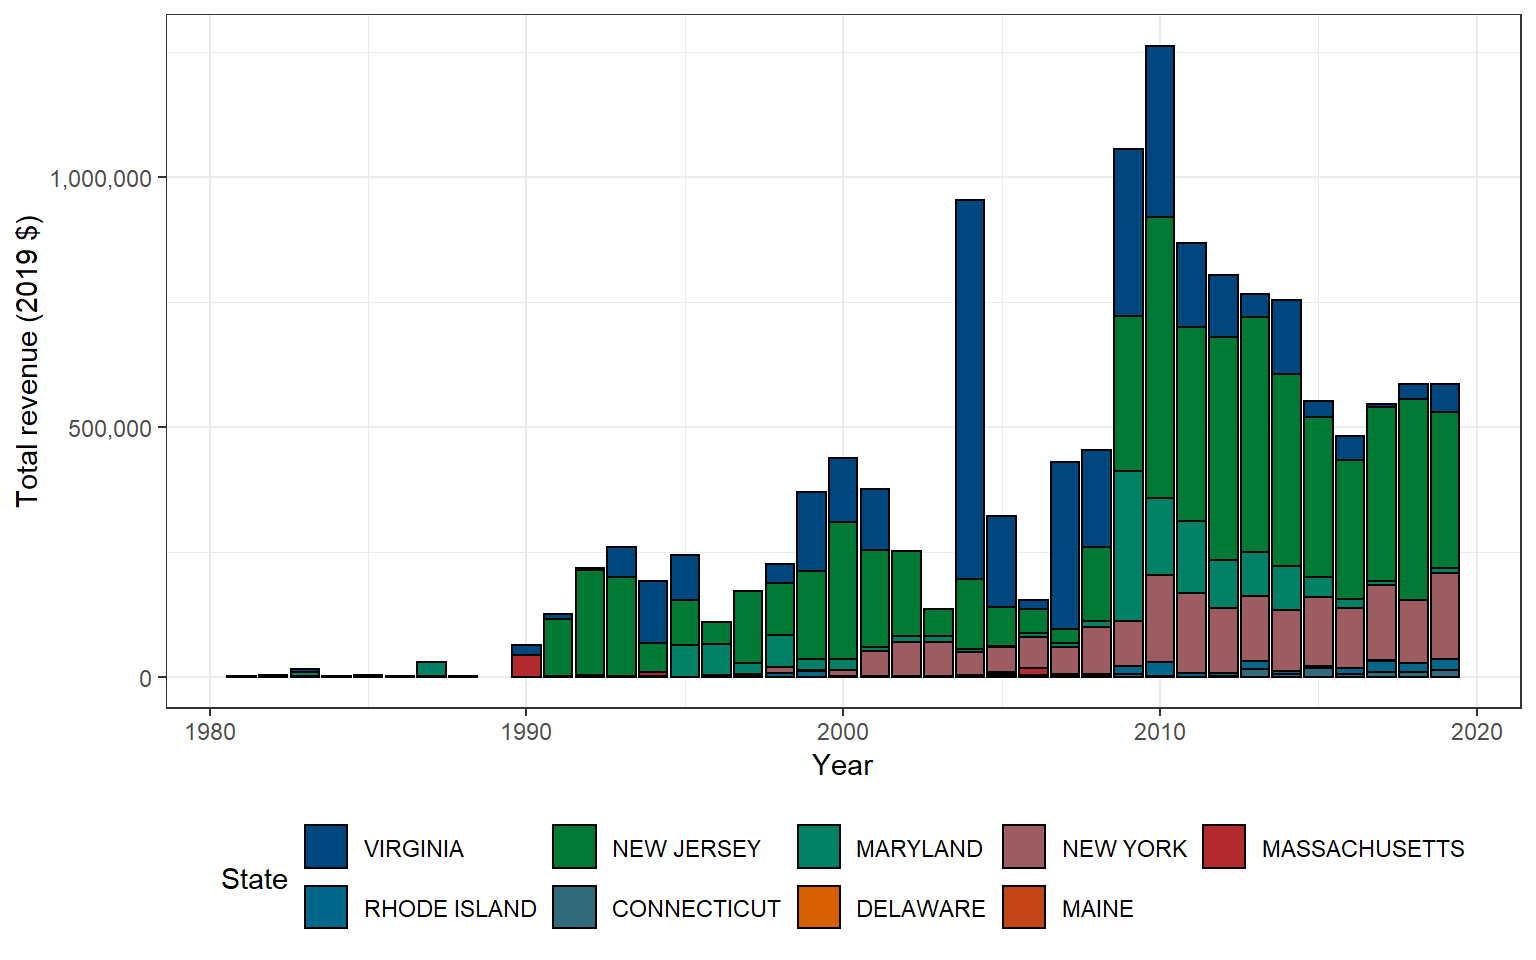 Total revenue (2019 $)
1,000,000
500,000
0
1980 1990 2000 2010 2020
Year
State
VIRGINIA NEW JERSEY MARYLAND NEW YORK MASSACHUSETTS
RHODE ISLAND CONNECTICUT DELAWARE MAINE